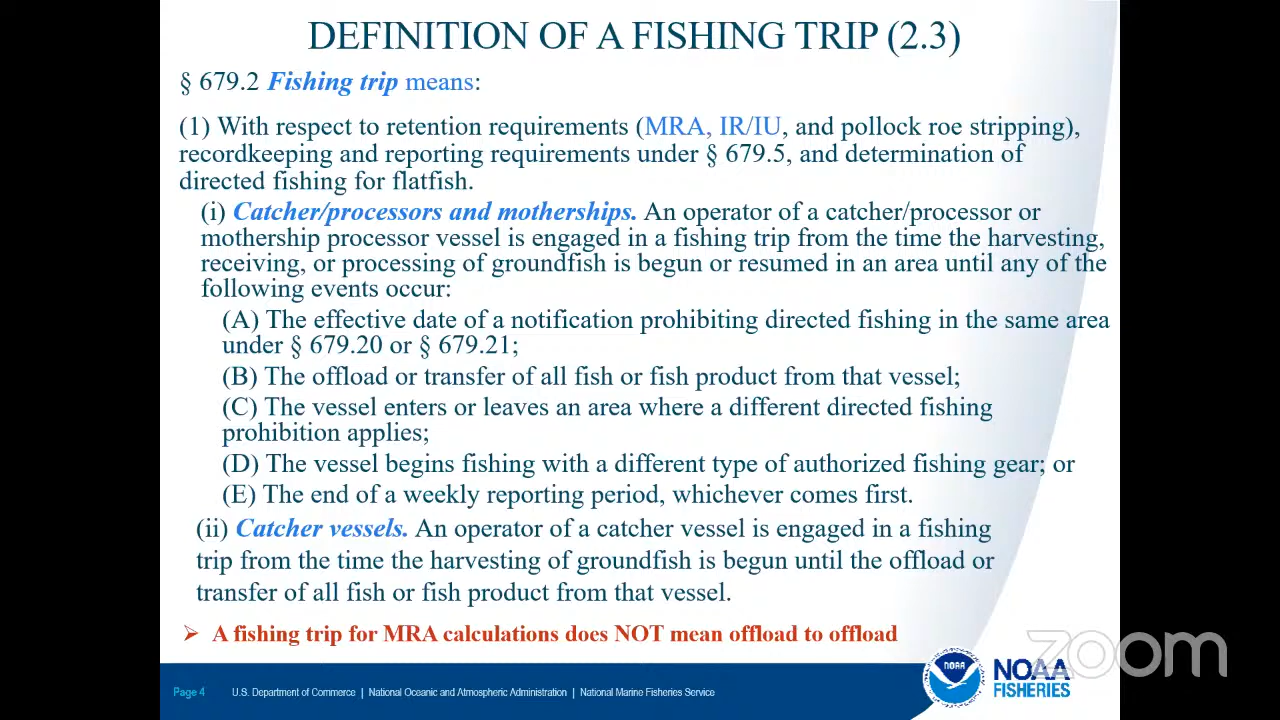 DEFINITION OF A FISHING TRIP (2.3)
§ 679.2 Fishing trip means:
(1) With respect to retention requirements (MRA, IR/IU, and pollock roe stripping),
recordkeeping and reporting requirements under § 679.5, and determination of
directed fishing for flatfish.
(i) Catcher/processors and motherships. An operator of a catcher/processor or
mothership processor vessel is engaged in a fishing trip from the time the harvesting,
receiving, or processing of groundfish is begun or resumed in an area until any of the
following events occur:
(A) The effective date of a notification prohibiting directed fishing in the same area
under § 679.20 or § 679.21;
(B) The offload or transfer of all fish or fish product from that vessel;
(C) The vessel enters or leaves an area where a different directed fishing
prohibition applies;
(D) The vessel begins fishing with a different type of authorized fishing gear; or
(E) The end of a weekly reporting period, whichever comes first.
(ii) Catcher vessels. An operator of a catcher vessel is engaged in a fishing
trip from the time the harvesting of groundfish is begun until the offload or
transfer of all fish or fish product from that vessel.
➢ A fishing trip for MRA calculations does NOT mean offload to offload
Page 4 U.S. Department of Commerce | National Oceanic and Atmospheric Administration | National Marine Fisheries Service
NOAA
NOAA
FISHERIES
zoom